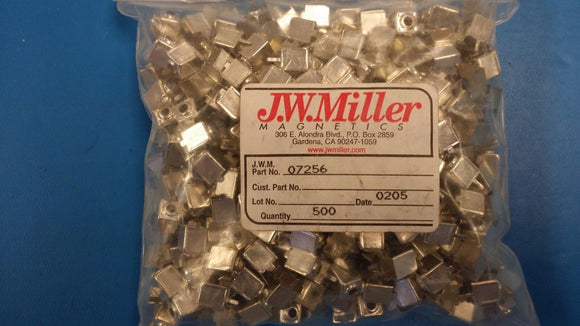 J.W.Miller
MAGNETICS
306 E. Alondra Blvd., P.O. Box 2859
Gardena, CA 90247-1059
www.jwmiller.com
J.W.M.
Part No. 07256
Cust. Part No.
Lot No. Date 0205
Quantity 500